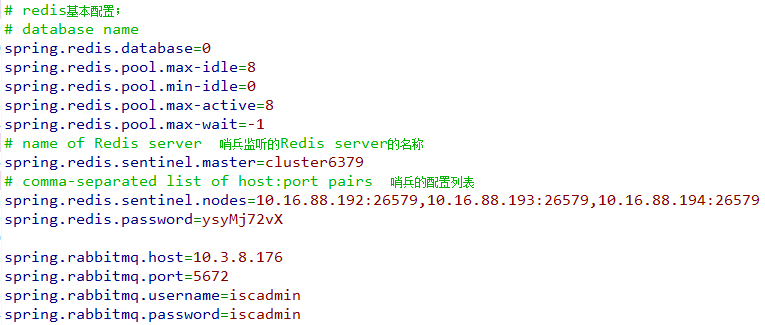 # redis基本配置;
# database name
spring.redis.database=0
spring.redis.pool.max-idle=8
spring.redis.pool.min-idle=0
spring.redis.pool.max-active=8
spring.redis.pool.max-wait=-1
# name of Redis server  哨兵监听的Redis server的名称
spring.redis.sentinel.master=cluster6379
# comma-separated list of host:port pairs  哨兵的配置列表
spring.redis.sentinel.nodes=10.16.88.192:26579,10.16.88.193:26579,10.16.88.194:26579
spring.redis.password=ysyMj72vX
spring.rabbitmq.host=10.3.8.176
spring.rabbitmq.port=5672
spring.rabbitmq.username=iscadmin
spring.rabbitmq.password=iscadmin